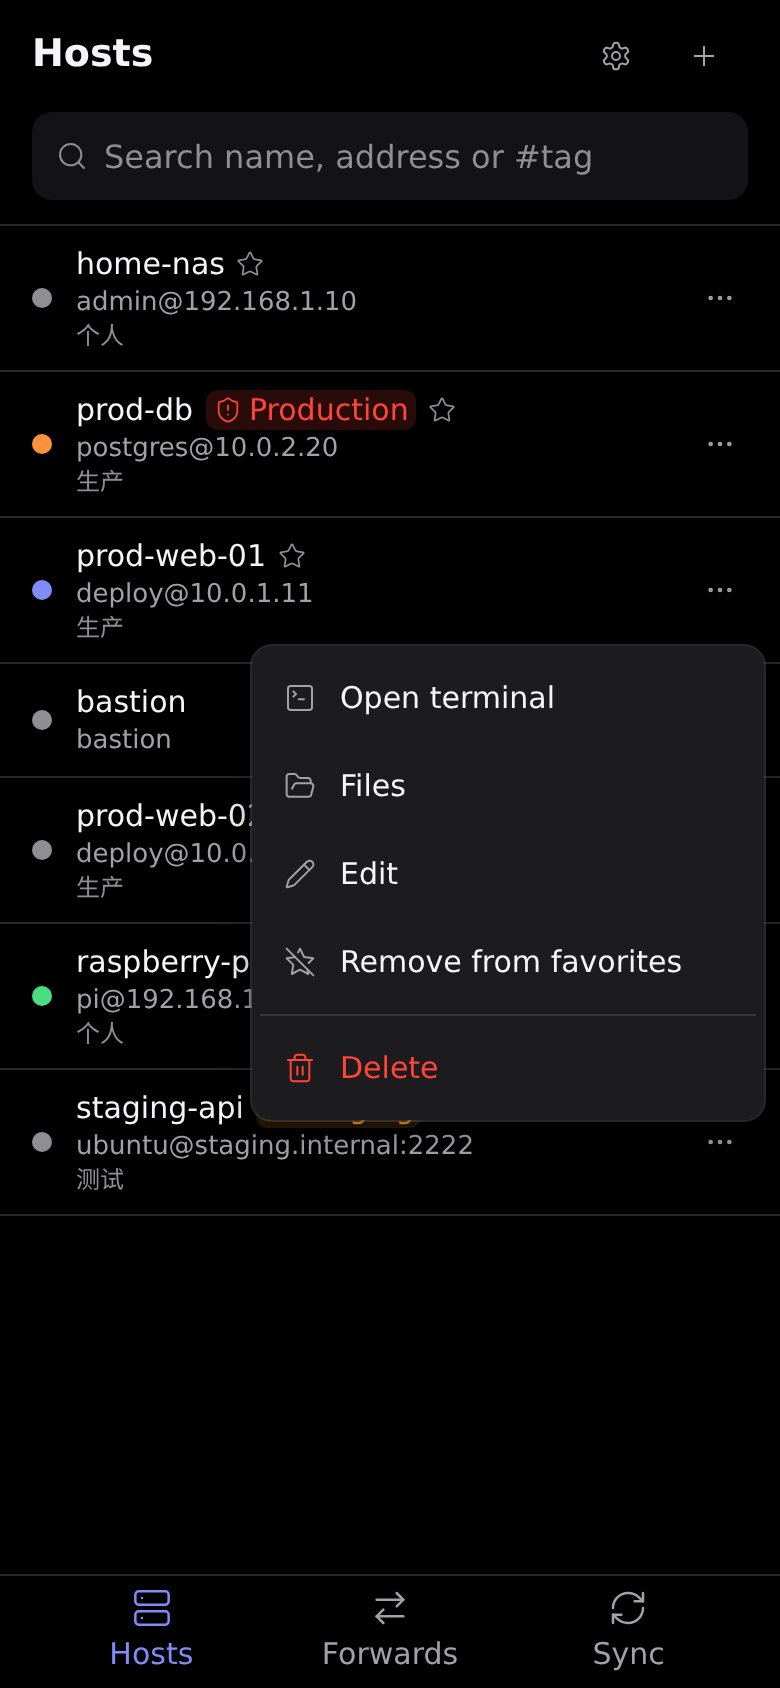 Hosts
Search name, address or #tag
home-nas
admin@192.168.1.10
个人
prod-db Production
postgres@10.0.2.20
生产
prod-web-01
deploy@10.0.1.11
生产
bastion
bastion
prod-web-02
deploy@10.0.
生产
raspberry-p
pi@192.168.1
个人
staging-api
ubuntu@staging.internal:2222
测试
Open terminal
Files
Edit
Remove from favorites
Delete
Hosts
Forwards
Sync